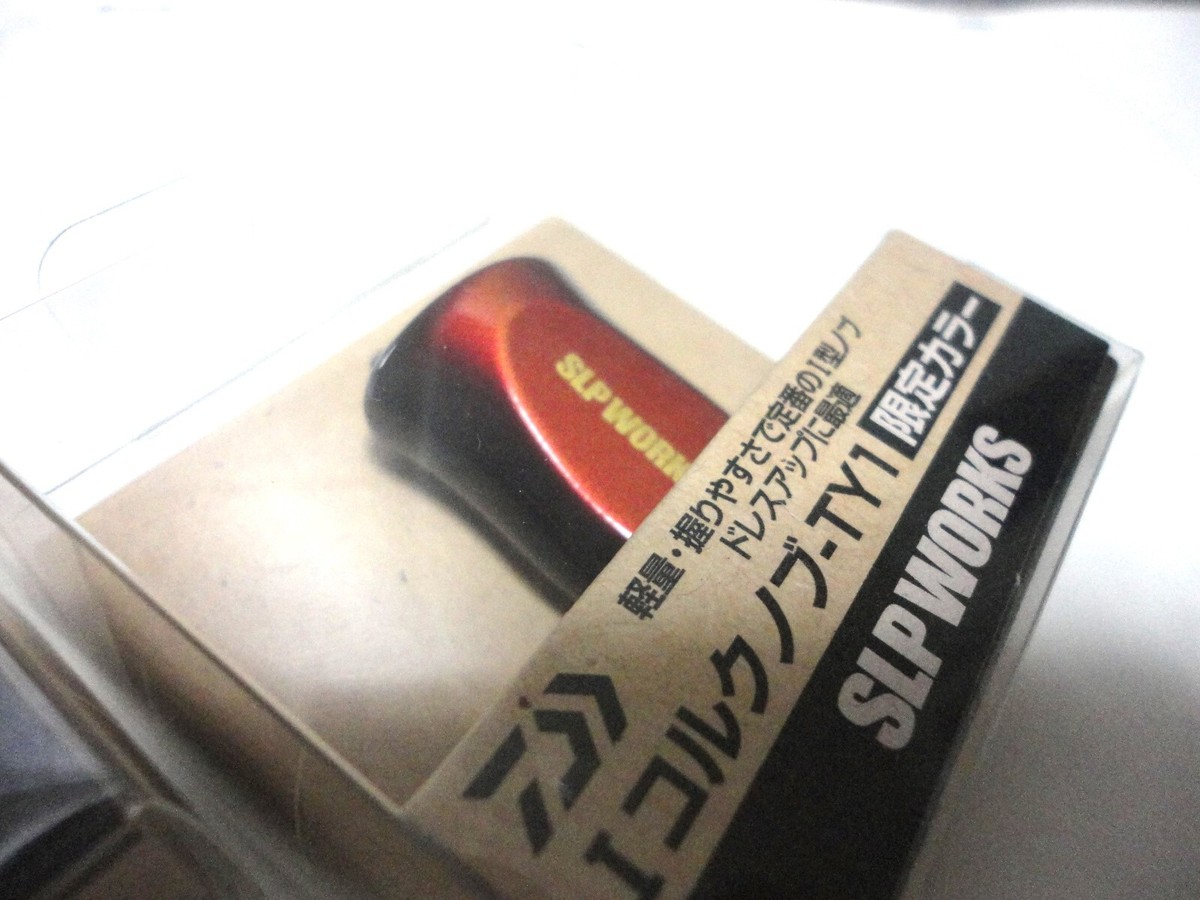 SLP WORK
軽量・握りやすさで定番のI型ノブ
ドレスアップに最適
Iコルクノブ-TY1 限定カラー
SLP WORKS